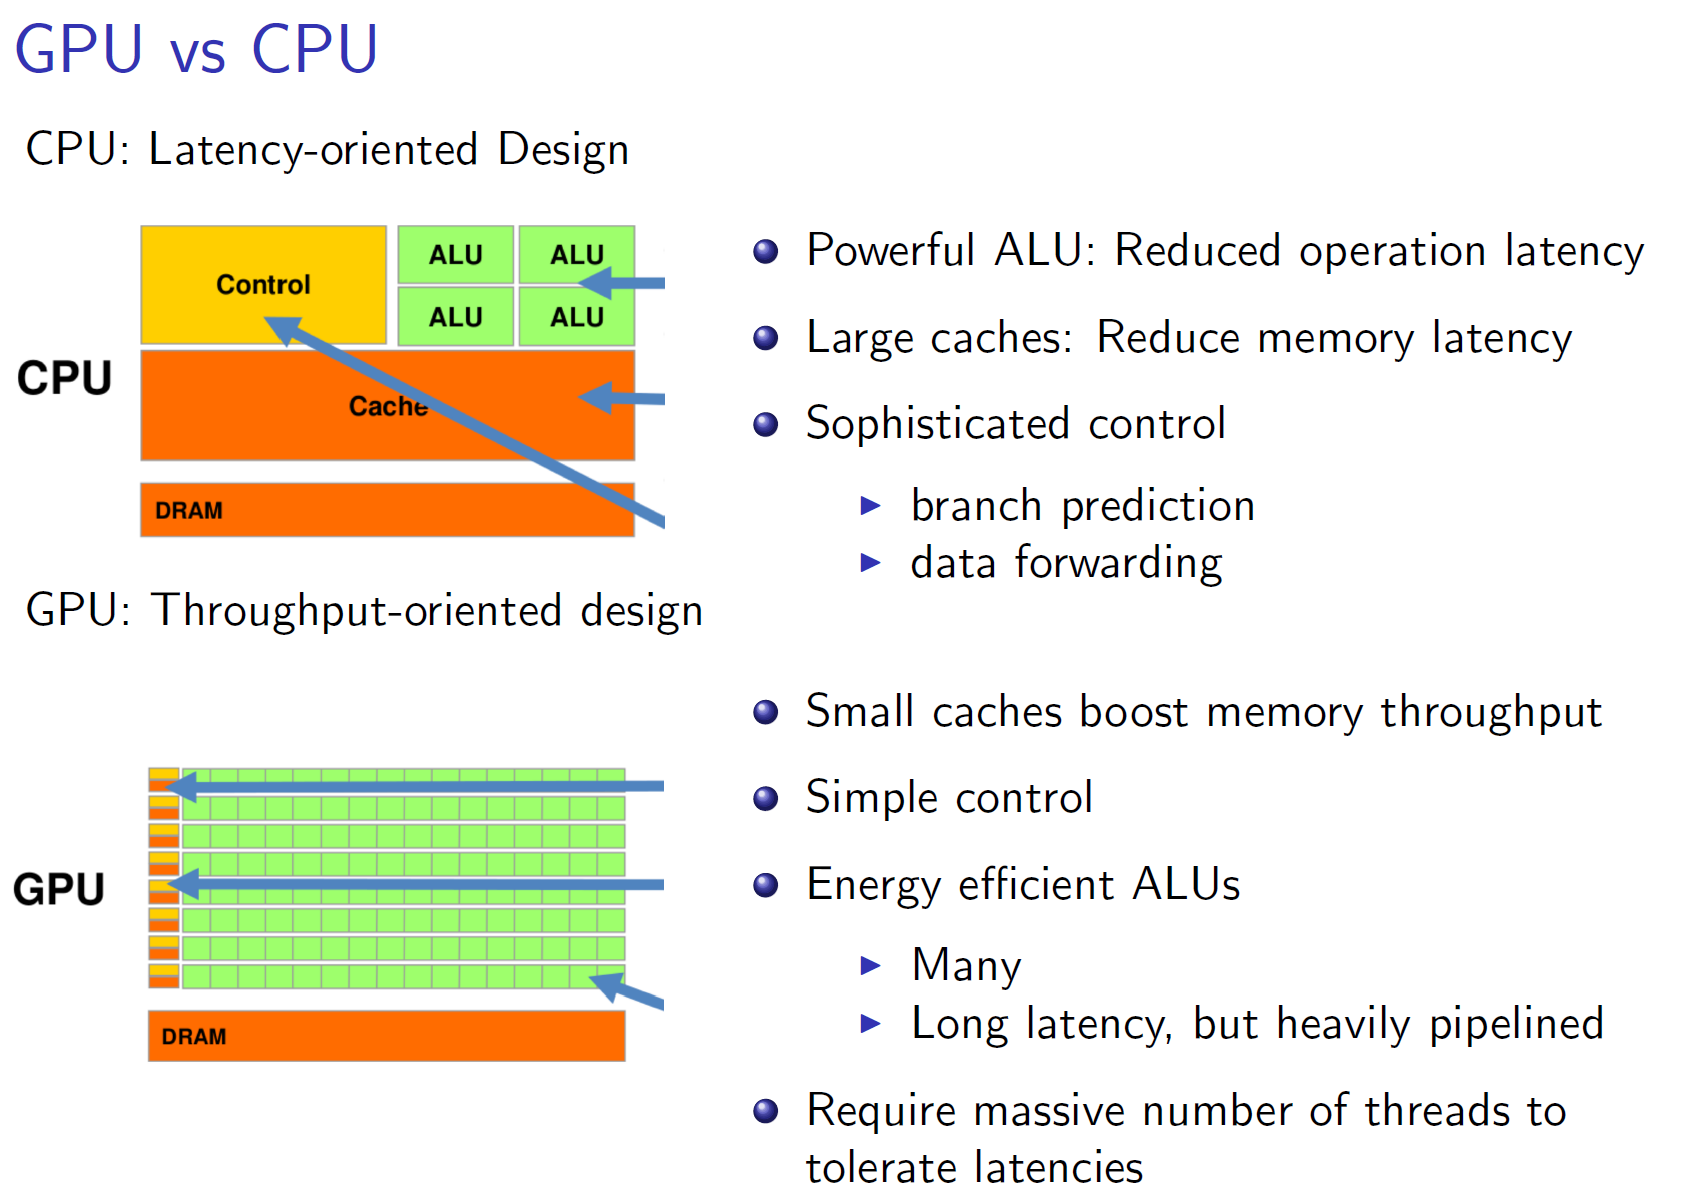 GPU vs CPU
CPU: Latency-oriented Design
Control
ALU
ALU
ALU
ALU
CPU
Cache
DRAM
Powerful ALU: Reduced operation latency
Large caches: Reduce memory latency
Sophisticated control
branch prediction
data forwarding
GPU: Throughput-oriented design
GPU
DRAM
Small caches boost memory throughput
Simple control
Energy efficient ALUs
Many
Long latency, but heavily pipelined
Require massive number of threads to
tolerate latencies